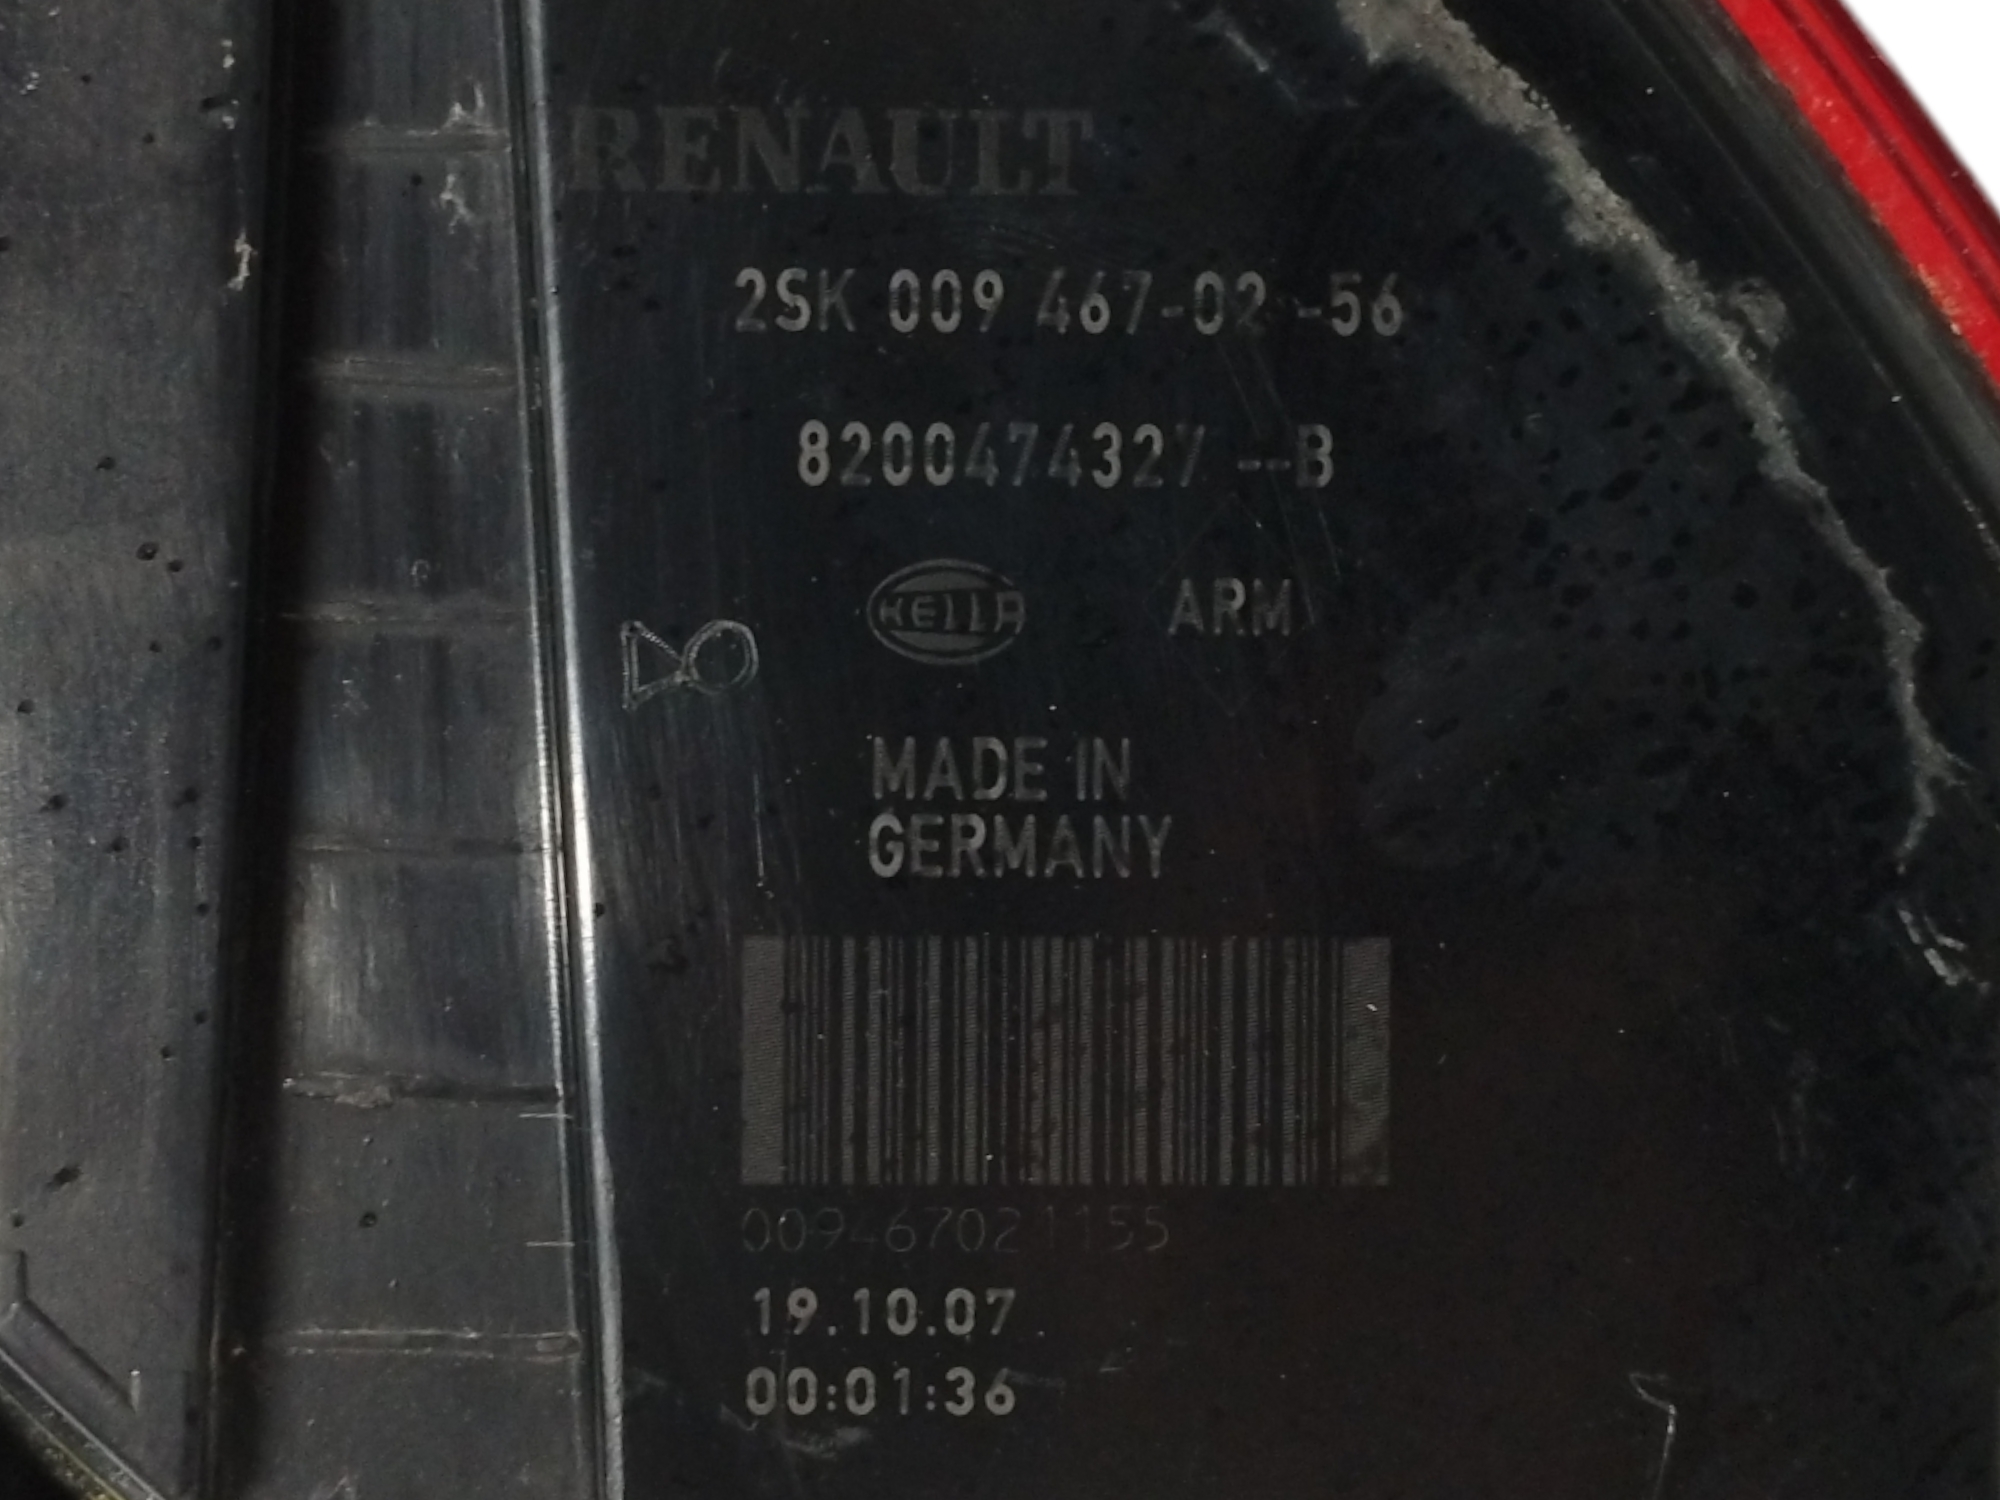 RENAULT
2SK 009 467-02 -56
8200474327 --B
HELLA ARM
MADE IN
GERMANY
009467021155
19.10.07
00:01:36